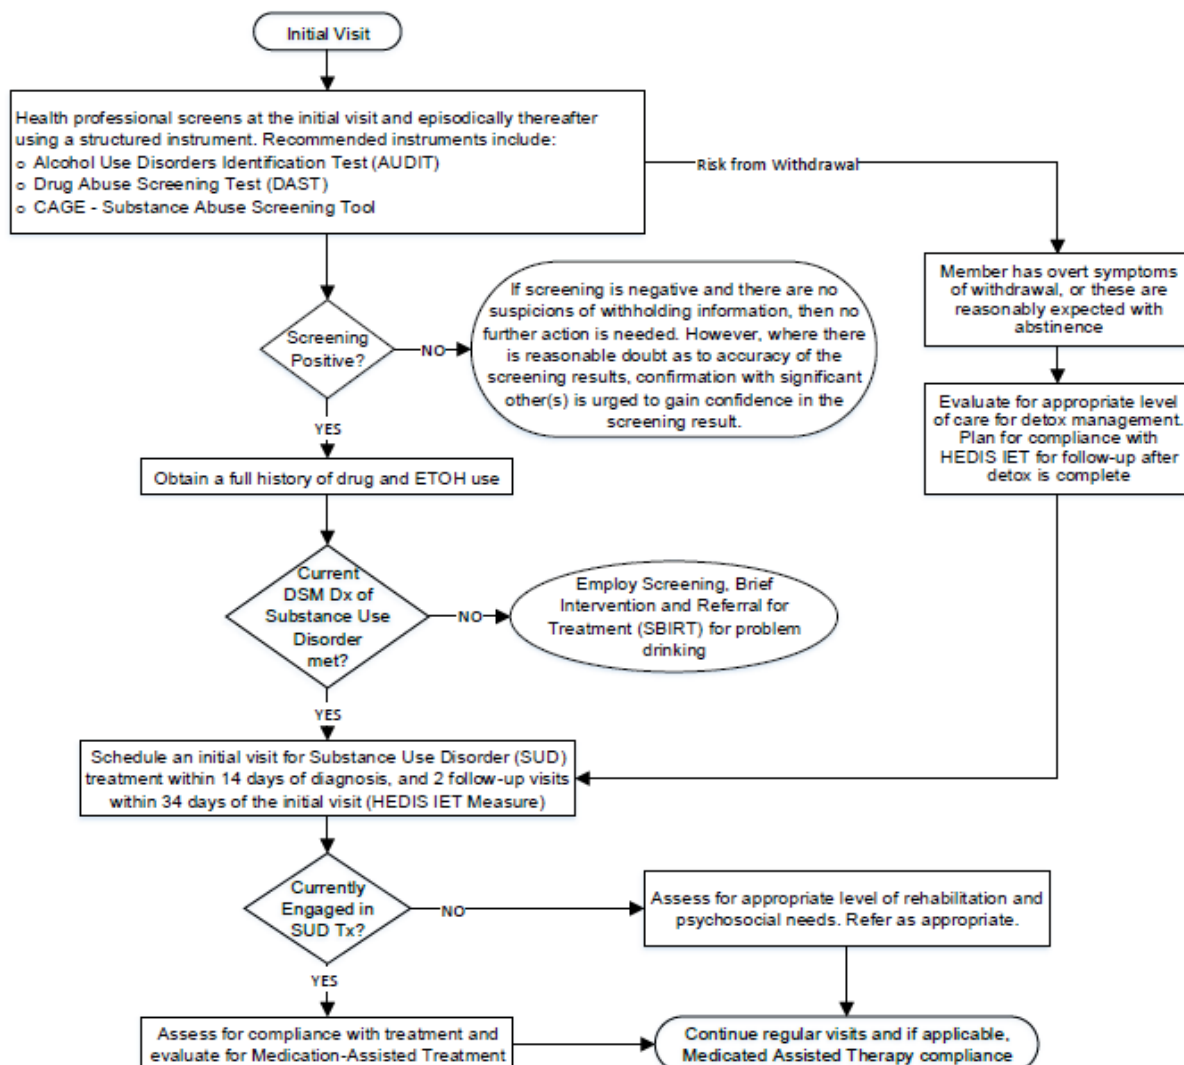 Initial Visit
Health professional screens at the initial visit and episodically thereafter
using a structured instrument. Recommended instruments include:
o Alcohol Use Disorders Identification Test (AUDIT)
o Drug Abuse Screening Test (DAST)
o CAGE - Substance Abuse Screening Tool
Risk from Withdrawal
Member has overt symptoms
of withdrawal, or these are
reasonably expected with
abstinence
Evaluate for appropriate level
of care for detox management.
Plan for compliance with
HEDIS IET for follow-up after
detox is complete
Screening
Positive?
NO
If screening is negative and there are no
suspicions of withholding information, then no
further action is needed. However, where there
is reasonable doubt as to accuracy of the
screening results, confirmation with significant
other(s) is urged to gain confidence in the
screening result.
YES
Obtain a full history of drug and ETOH use
Current
DSM Dx of
Substance Use
Disorder
met?
NO
Employ Screening, Brief
Intervention and Referral for
Treatment (SBIRT) for problem
drinking
YES
Schedule an initial visit for Substance Use Disorder (SUD)
treatment within 14 days of diagnosis, and 2 follow-up visits
within 34 days of the initial visit (HEDIS IET Measure)
Currently
Engaged in
SUD Tx?
NO
Assess for appropriate level of rehabilitation and
psychosocial needs. Refer as appropriate.
YES
Assess for compliance with treatment and
evaluate for Medication-Assisted Treatment
Continue regular visits and if applicable,
Medicated Assisted Therapy compliance